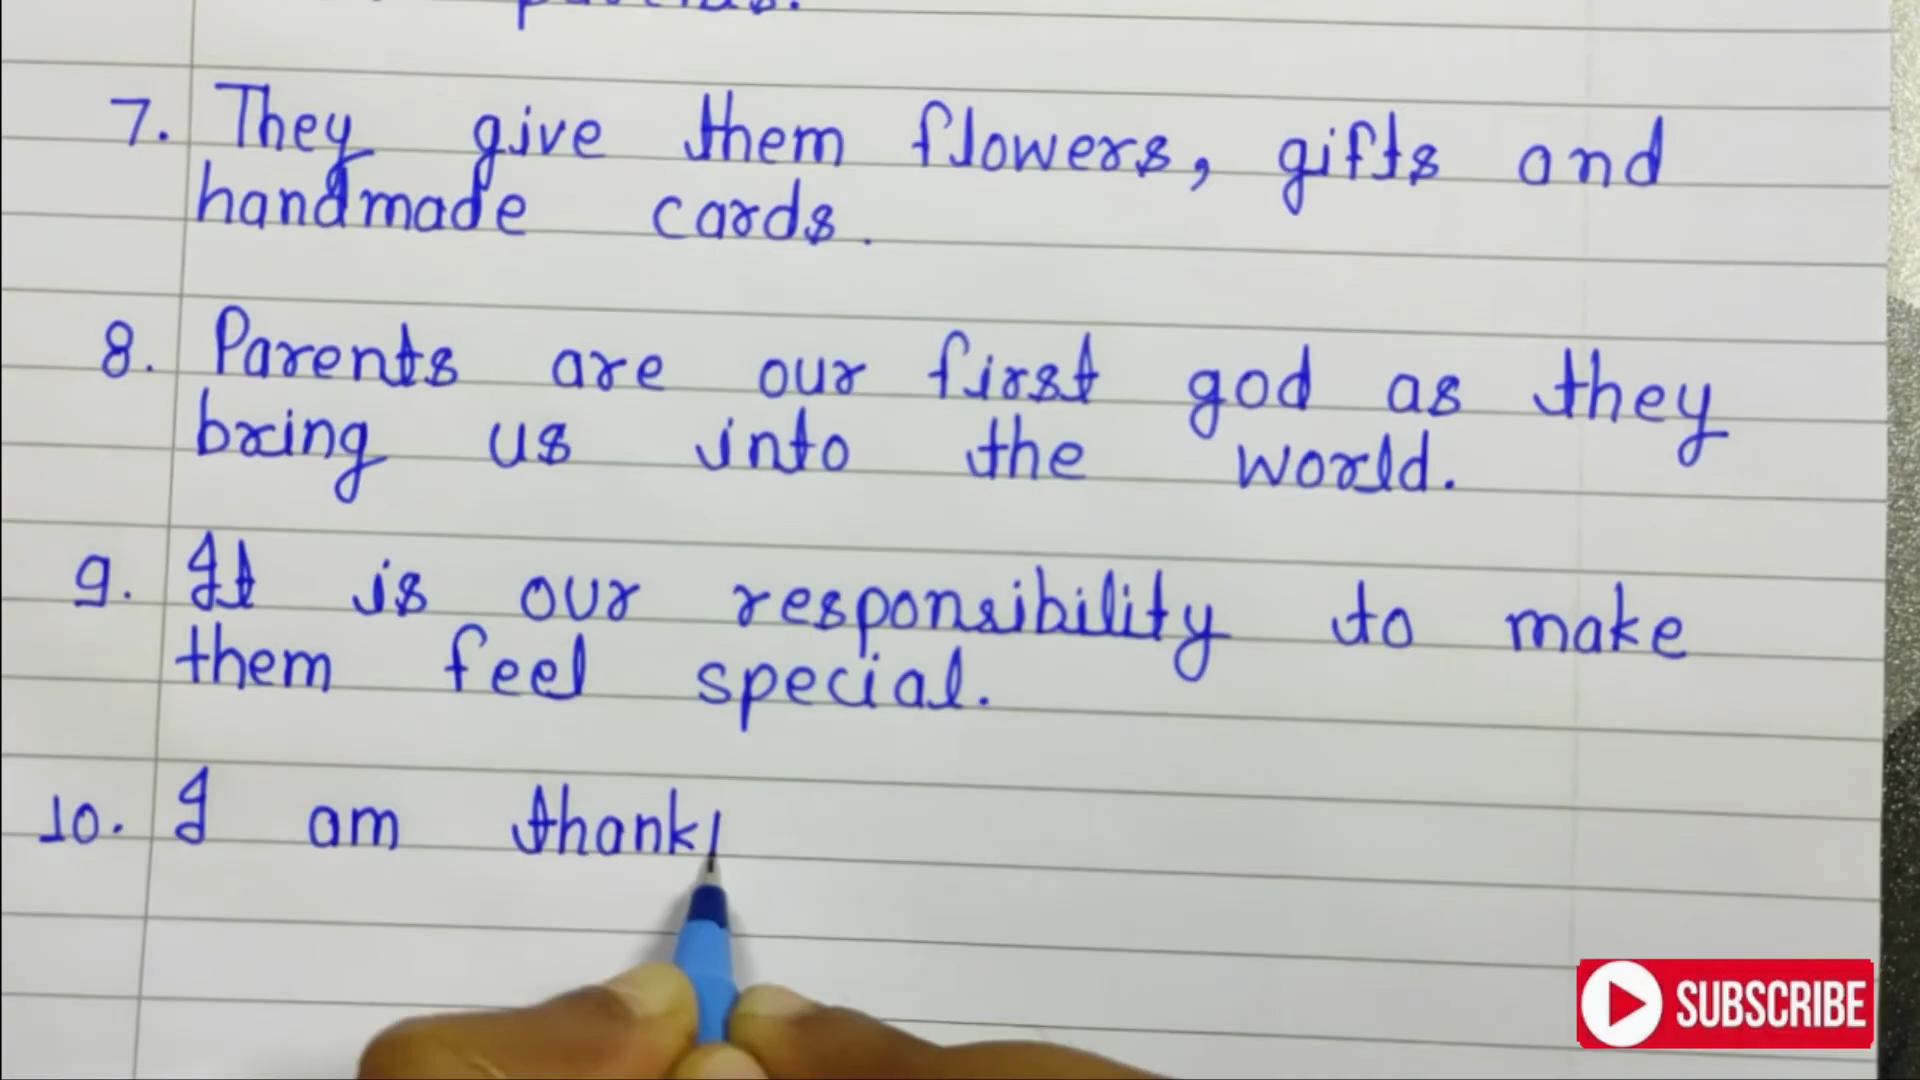 7. They give them flowers, gifts and
handmade cards.
8. Parents are our first god as they
bring us into the world.
9. It is our responsibility to make
them feel special.
10. I am thank
SUBSCRIBE